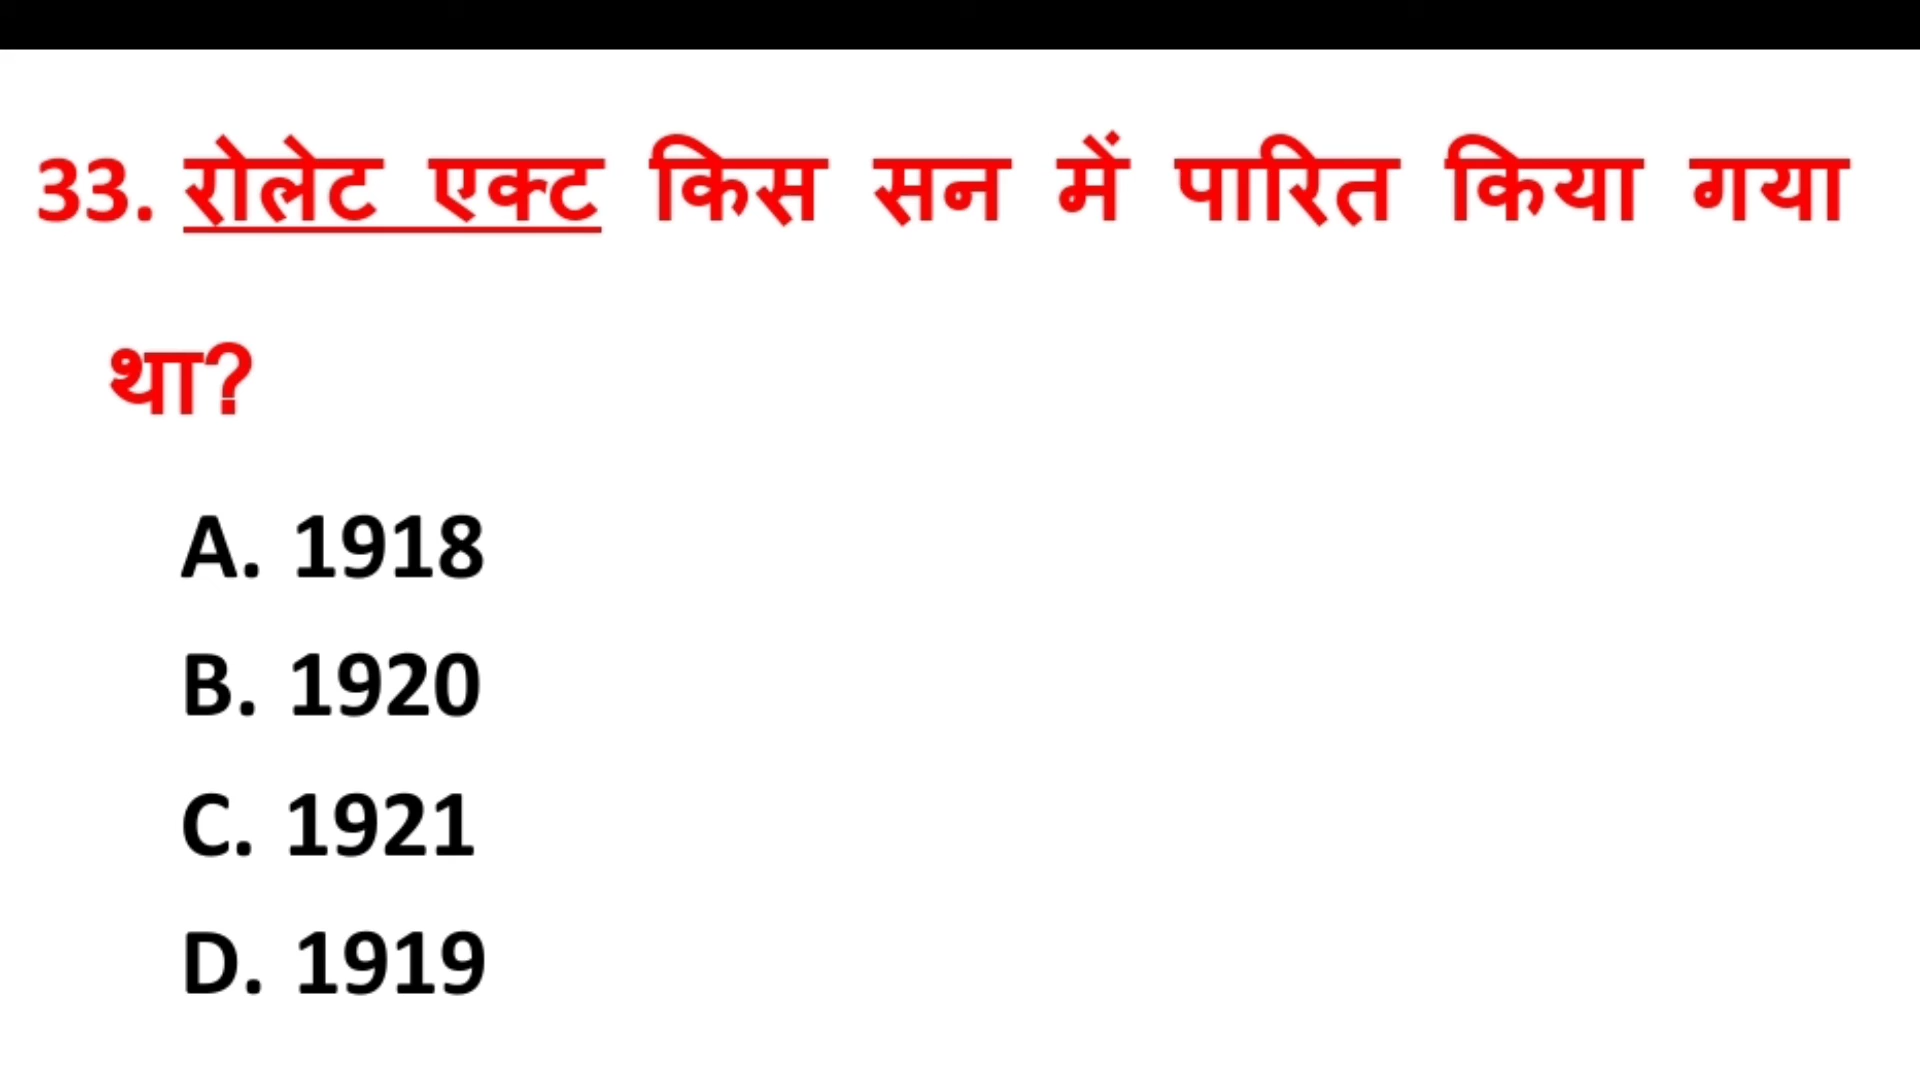 33. रोलेट एक्ट किस सन में पारित किया गया
था?
A. 1918
B. 1920
C. 1921
D. 1919